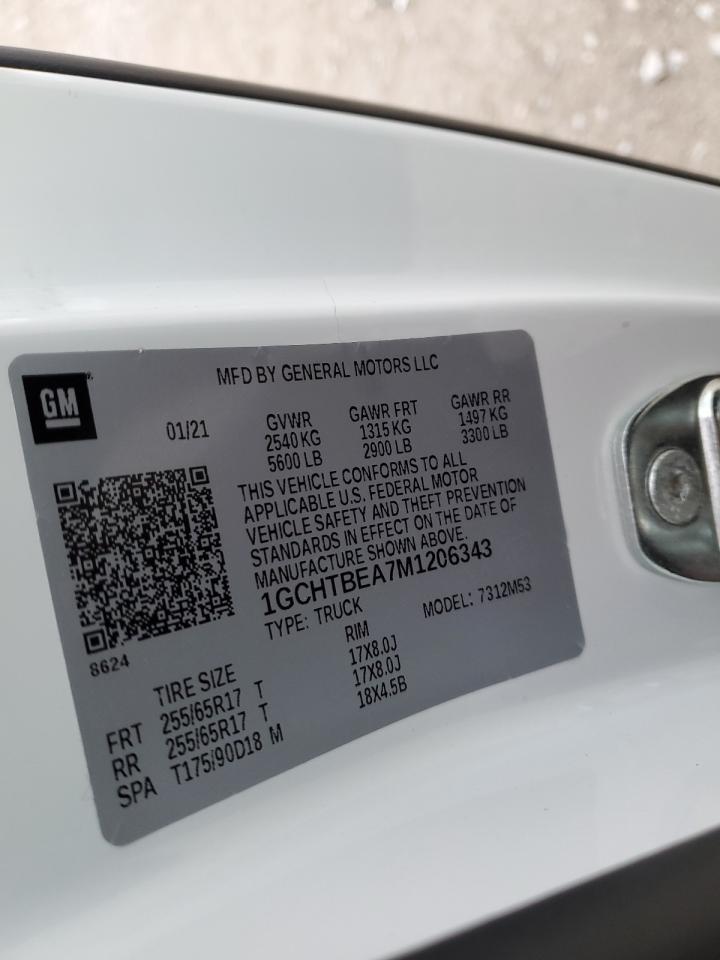 GM
MFD BY GENERAL MOTORS LLC
01/21
GVWR
2540 KG
5600 LB
GAWR FRT
1315 KG
2900 LB
GAWR RR
1497 KG
3300 LB
THIS VEHICLE CONFORMS TO ALL
APPLICABLE U.S. FEDERAL MOTOR
VEHICLE SAFETY AND THEFT PREVENTION
STANDARDS IN EFFECT ON THE DATE OF
MANUFACTURE SHOWN ABOVE.
1GCHTBEA7M1206343
TYPE: TRUCK
MODEL: 7312M53
8624
TIRE SIZE
RIM
FRT 255/65R17 T 17X8.0J
RR 255/65R17 T 17X8.0J
SPA T175/90D18 M 18X4.5B